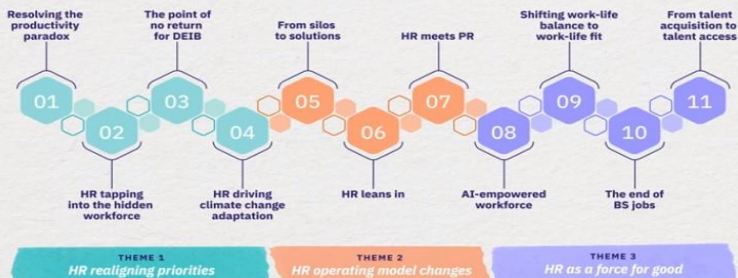 Resolving the
productivity
paradox
The point of
no return
for DEIB
From silos
to solutions
HR meets PR
Shifting work-life
balance to
work-life fit
From talent
acquisition to
talent access
01
02
03
04
05
06
07
08
09
10
11
HR tapping
into the hidden
workforce
HR driving
climate change
adaptation
HR leans in
AI-empowered
workforce
The end of
BS jobs
THEME 1
HR realigning priorities
THEME 2
HR operating model changes
THEME 3
HR as a force for good